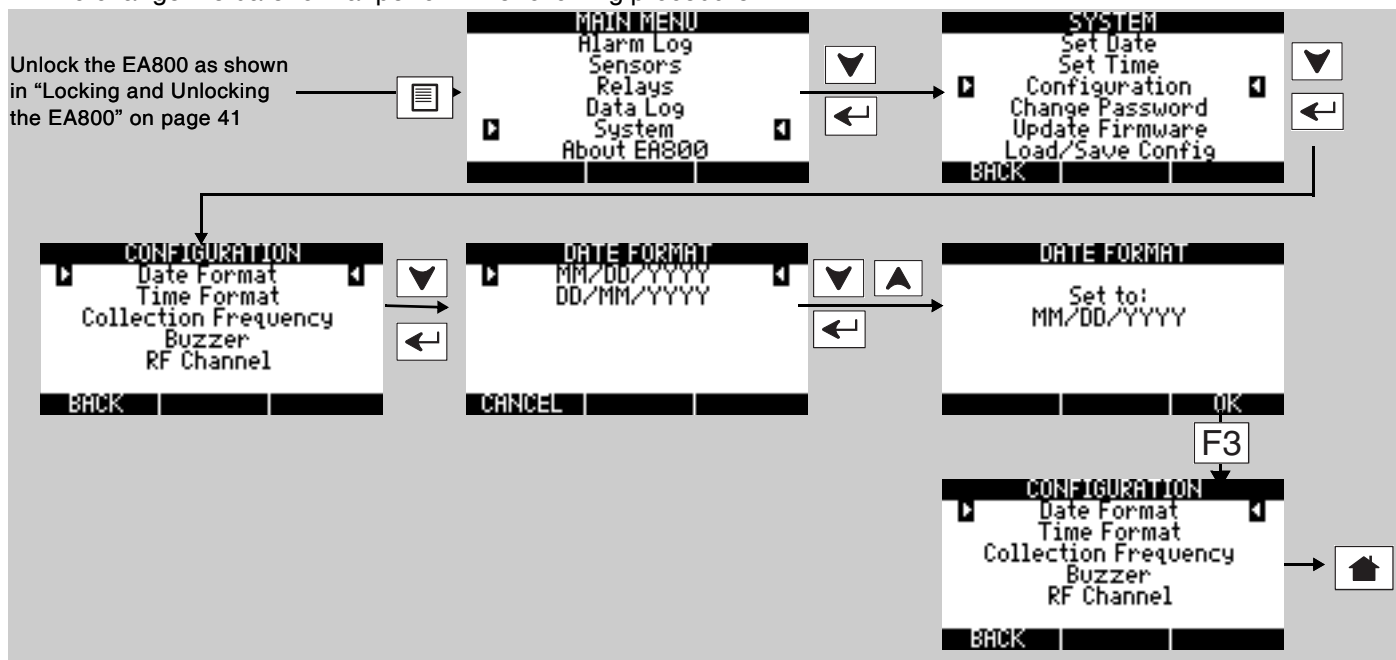 Unlock the EA800 as shown
in “Locking and Unlocking
the EA800” on page 41
MAIN MENU
Alarm Log
Sensors
Relays
Data Log
System
About EA800
SYSTEM
Set Date
Set Time
Configuration
Change Password
Update Firmware
Load/Save Config
BACK
CONFIGURATION
Date Format
Time Format
Collection Frequency
Buzzer
RF Channel
BACK
DATE FORMAT
MM/DD/YYYY
DD/MM/YYYY
CANCEL
DATE FORMAT
Set to:
MM/DD/YYYY
OK
F3
CONFIGURATION
Date Format
Time Format
Collection Frequency
Buzzer
RF Channel
BACK